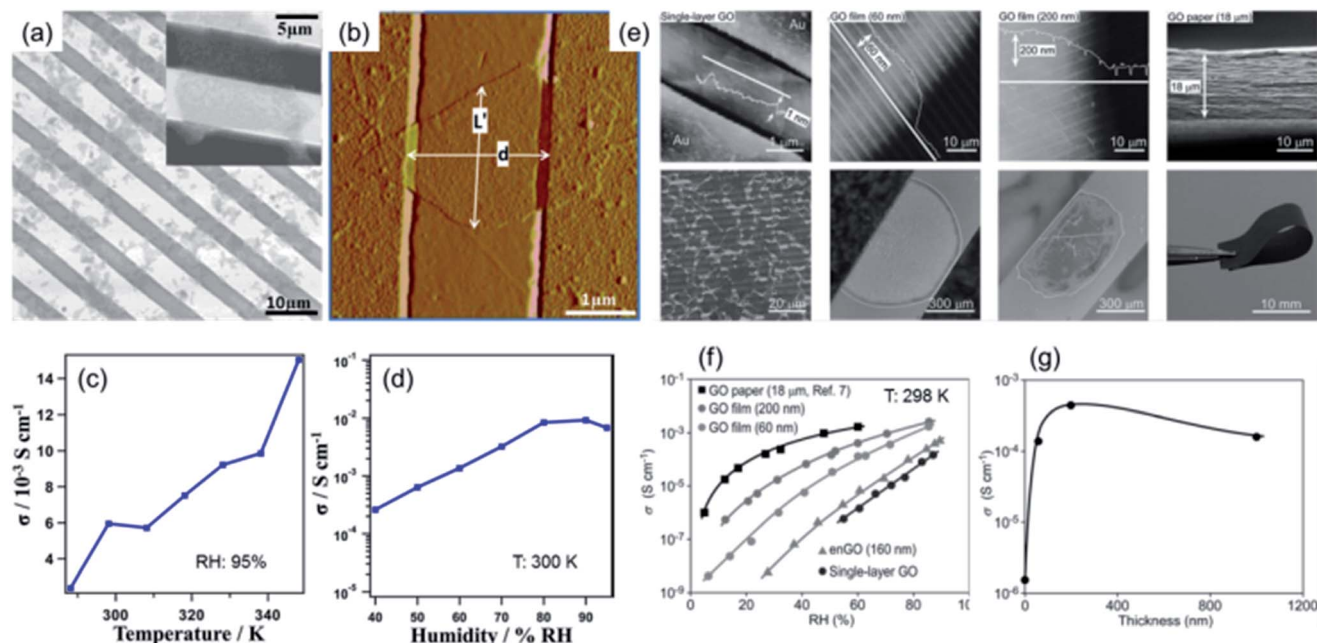 (a)
5μm
10μm
(b)
L'
d
1μm
(e)
Single-layer GO
Au
1 nm
Au
1 μm
GO film (60 nm)
60 nm
10 μm
GO film (200 nm)
200 nm
10 μm
GO paper (18 μm)
18 μm
10 μm
20 μm
300 μm
300 μm
10 mm
(c)
σ / 10⁻³ S cm⁻¹
14
12
10
8
6
4
2
RH: 95%
300
320
340
Temperature / K
(d)
σ / S cm⁻¹
10⁻¹
10⁰
10⁻¹
10⁻²
10⁻³
10⁻⁴
10⁻⁵
T: 300 K
40
50
60
70
80
90
Humidity / % RH
(f)
σ (S cm⁻¹)
10⁻¹
10⁻³
10⁻⁵
10⁻⁷
10⁻⁹
GO paper (18 μm, Ref. 7)
GO film (200 nm)
GO film (60 nm)
T: 298 K
enGO (160 nm)
Single-layer GO
0
20
40
60
80
RH (%)
(g)
σ (S cm⁻¹)
10⁻³
10⁻⁴
10⁻⁵
10⁻⁶
0
400
800
1200
Thickness (nm)